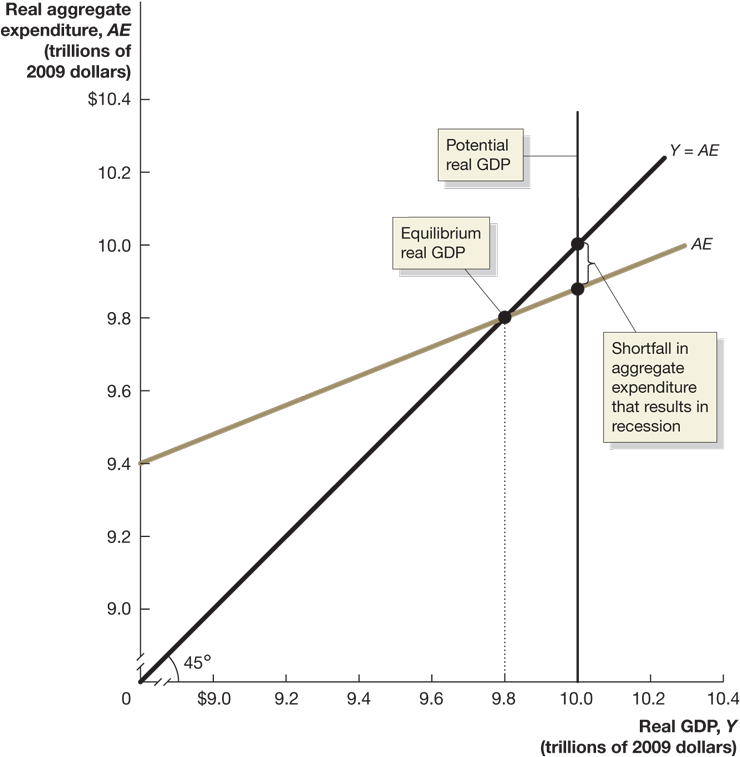 Real aggregate
expenditure, AE
(trillions of
2009 dollars)
$10.4
10.2
10.0
9.8
9.6
9.4
9.2
9.0
Potential
real GDP
Y = AE
Equilibrium
real GDP
AE
Shortfall in
aggregate
expenditure
that results in
recession
45°
0
$9.0
9.2
9.4
9.6
9.8
10.0
10.2
10.4
Real GDP, Y
(trillions of 2009 dollars)